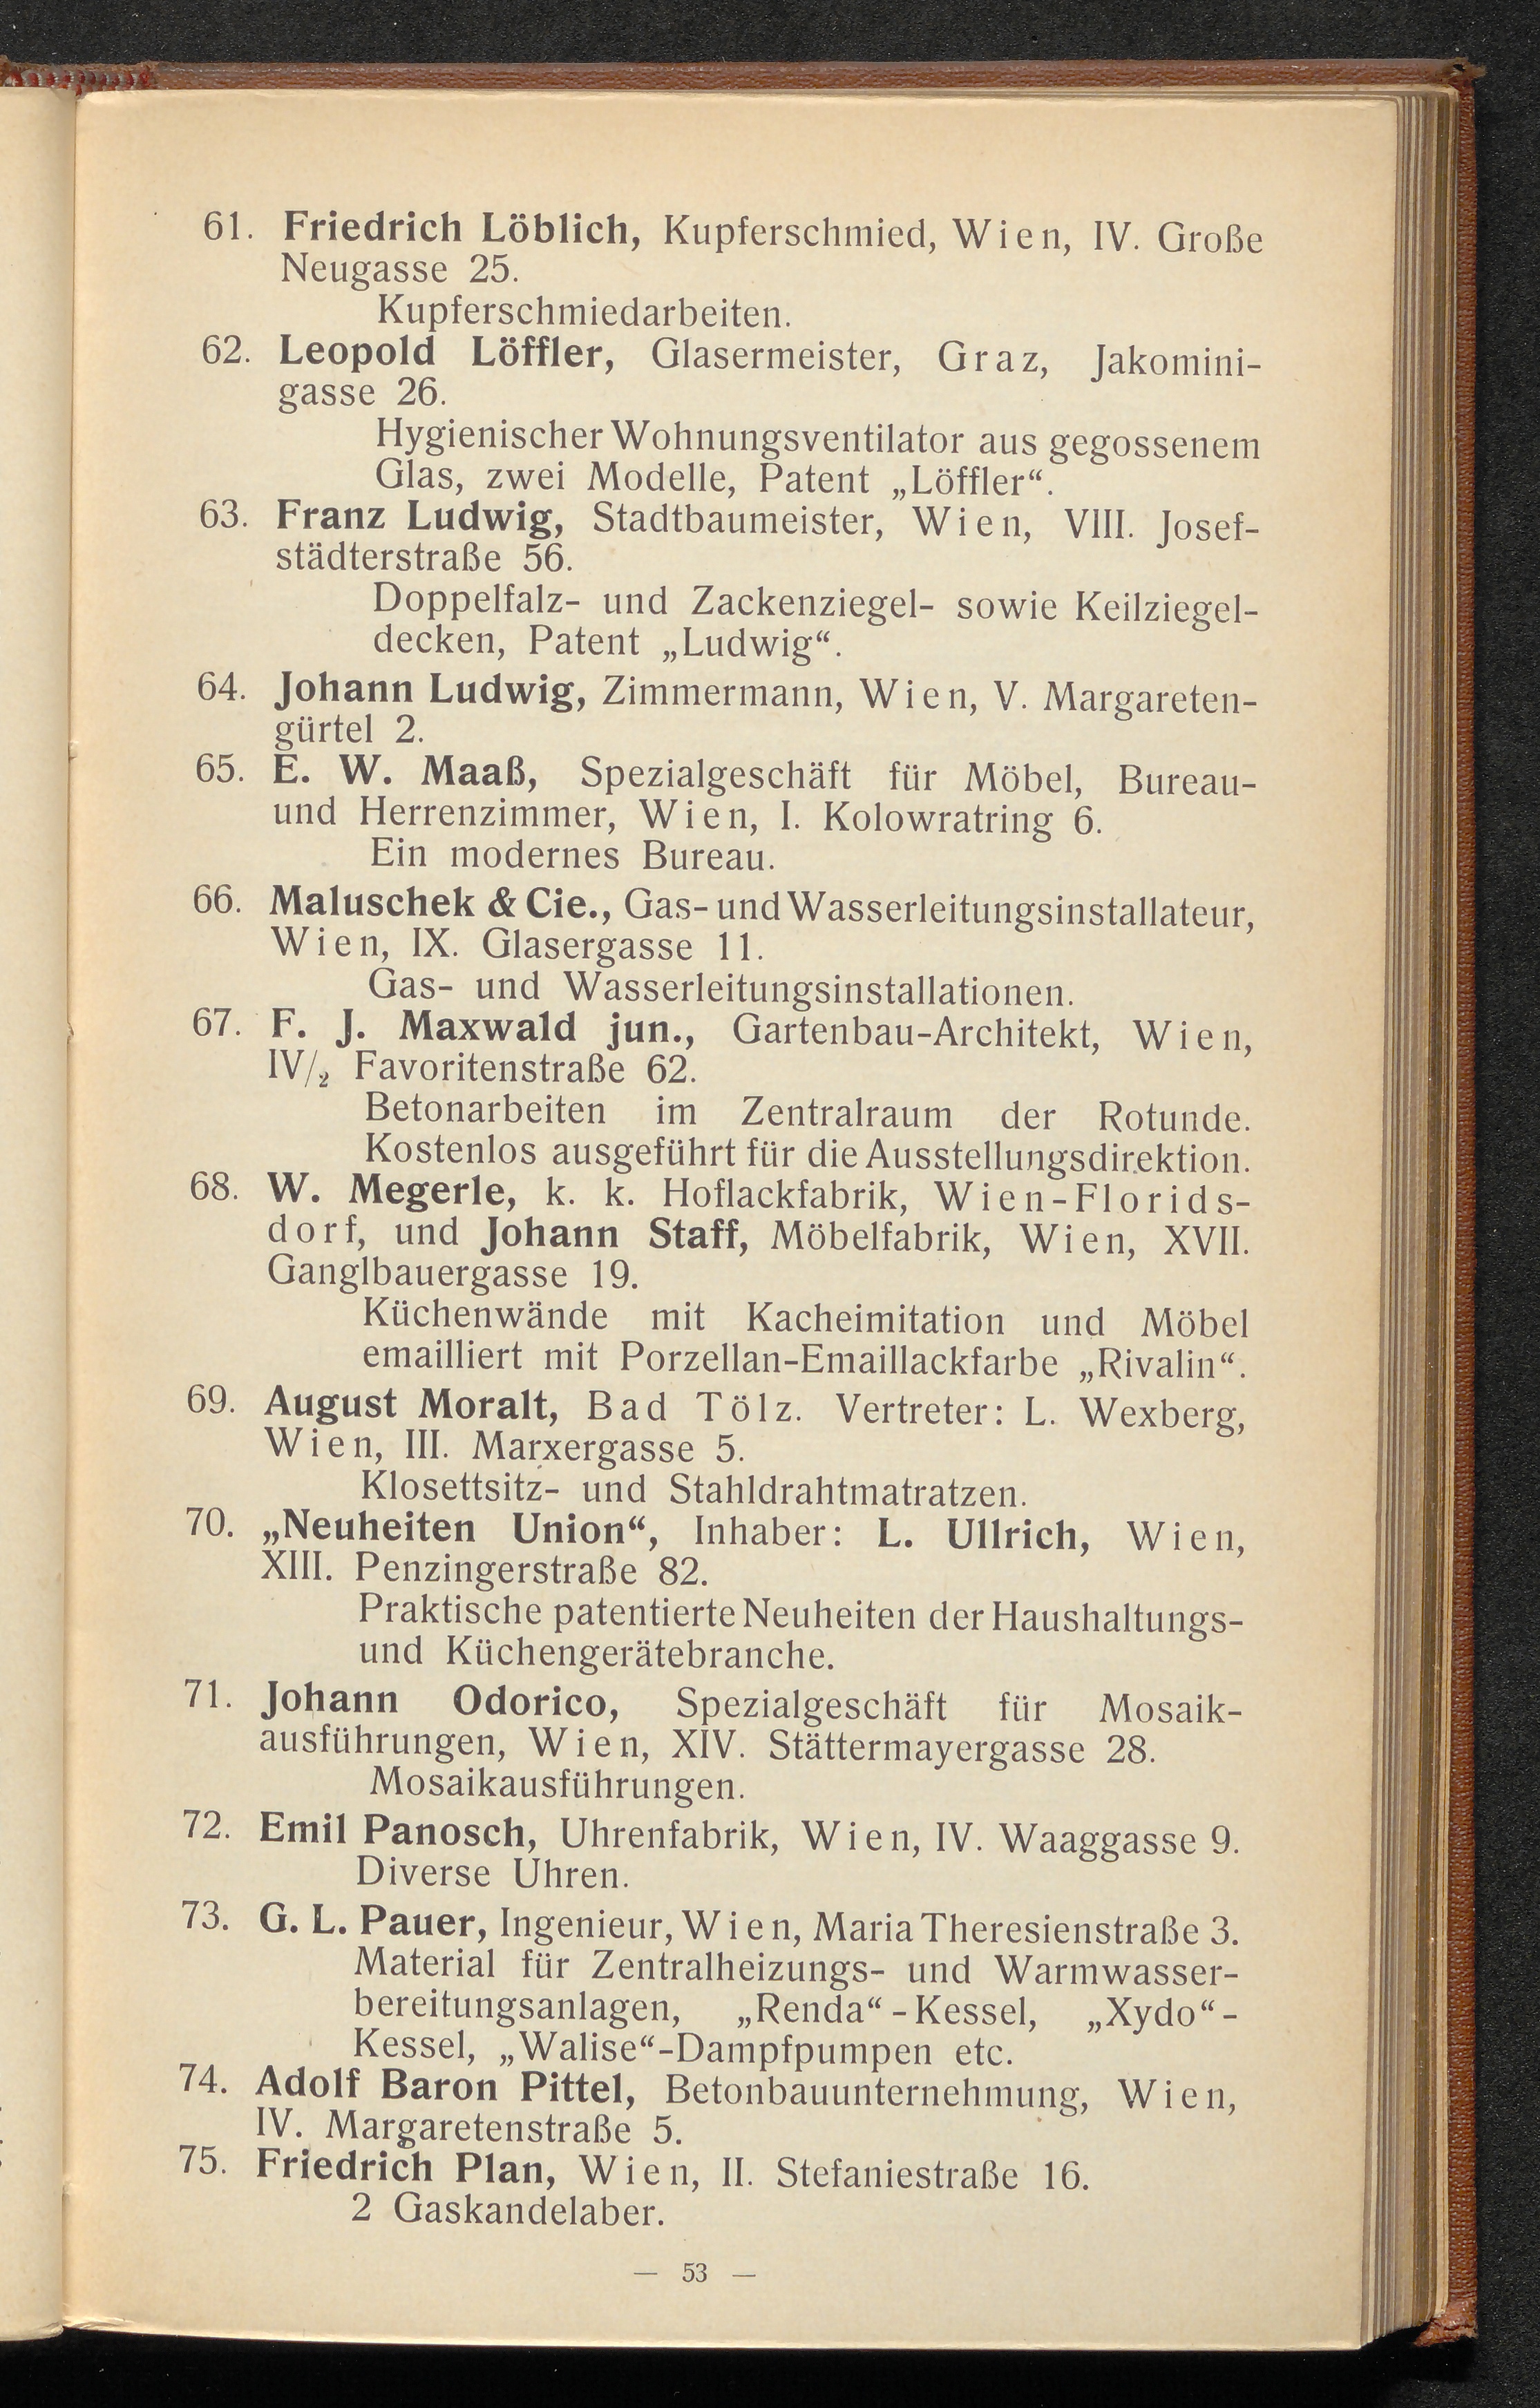 61. Friedrich Löblich, Kupferschmied, Wien, IV. Große
Neugasse 25.
Kupferschmiedarbeiten.
62. Leopold Löffler, Glasermeister, Graz, Jakomini-
gasse 26.
Hygienischer Wohnungsventilator aus gegossenem
Glas, zwei Modelle, Patent „Löffler“.
63. Franz Ludwig, Stadtbaumeister, Wien, VIII. Josef-
städterstraße 56.
Doppelfalz- und Zackenziegel- sowie Keilziegel-
decken, Patent „Ludwig“.
64. Johann Ludwig, Zimmermann, Wien, V. Margareten-
gürtel 2.
65. E. W. Maaß, Spezialgeschäft für Möbel, Bureau-
und Herrenzimmer, Wien, I. Kolowratring 6.
Ein modernes Bureau.
66. Maluschek & Cie., Gas- und Wasserleitungsinstallateur,
Wien, IX. Glasergasse 11.
Gas- und Wasserleitungsinstallationen.
67. F. J. Maxwald jun., Gartenbau-Architekt, Wien,
IV/2 Favoritenstraße 62.
Betonarbeiten im Zentralraum der Rotunde.
Kostenlos ausgeführt für die Ausstellungsdirektion.
68. W. Megerle, k. k. Hoflackfabrik, Wien-Florids-
dorf, und Johann Staff, Möbelfabrik, Wien, XVII.
Ganglbauergasse 19.
Küchenwände mit Kacheimitation und Möbel
emailliert mit Porzellan-Emaillackfarbe „Rivalin“.
69. August Moralt, Bad Tölz. Vertreter: L. Wexberg,
Wien, III. Marxergasse 5.
Klosettsitz- und Stahldrahtmatratzen.
70. „Neuheiten Union“, Inhaber: L. Ullrich, Wien,
XIII. Penzingerstraße 82.
Praktische patentierte Neuheiten der Haushaltungs-
und Küchengerätebranche.
71. Johann Odorico, Spezialgeschäft für Mosaik-
ausführungen, Wien, XIV. Stättermayergasse 28.
Mosaikausführungen.
72. Emil Panosch, Uhrenfabrik, Wien, IV. Waaggasse 9.
Diverse Uhren.
73. G. L. Pauer, Ingenieur, Wien, Maria Theresienstraße 3.
Material für Zentralheizungs- und Warmwasser-
bereitungsanlagen, „Renda“-Kessel, „Xydo“-
Kessel, „Walise“-Dampfpumpen etc.
74. Adolf Baron Pittel, Betonbauunternehmung, Wien,
IV. Margaretenstraße 5.
75. Friedrich Plan, Wien, II. Stefaniestraße 16.
2 Gaskandelaber.
— 53 —